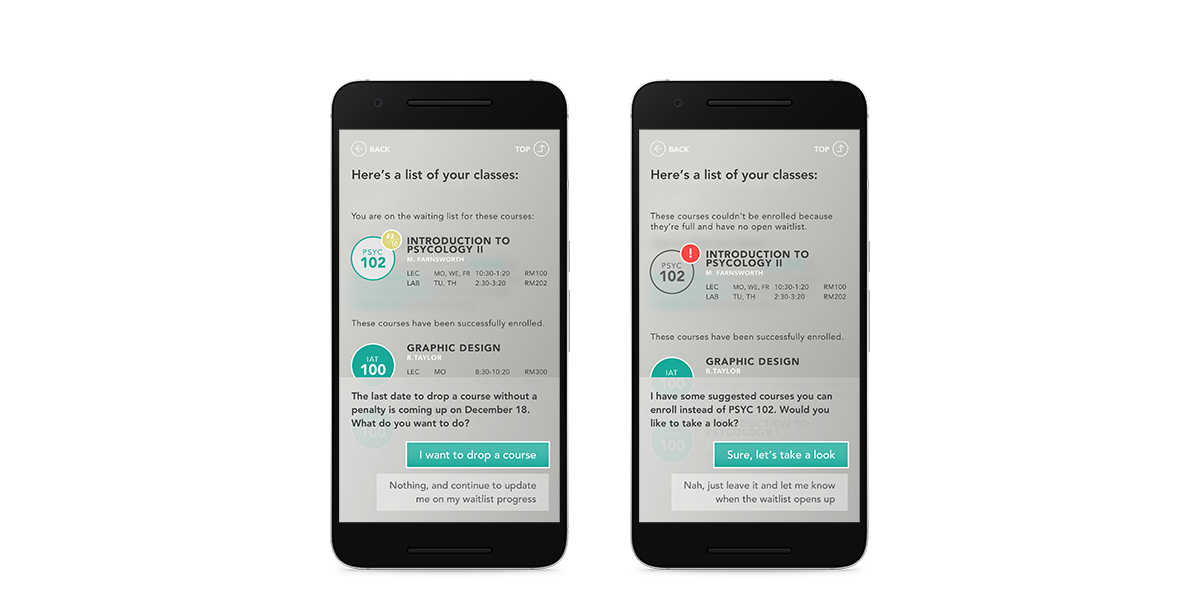 BACK
TOP
Here's a list of your classes:
You are on the waiting list for these courses:
#2
PSYC
102
INTRODUCTION TO
PSYCOLOGY II
M. FARNSWORTH
LEC MO, WE, FR 10:30-1:20 RM100
LAB TU, TH 2:30-3:20 RM202
These courses have been successfully enrolled.
IAT
100
GRAPHIC DESIGN
R.TAYLOR
LEC MO 8:30-10:20 RM300
The last date to drop a course without a
penalty is coming up on December 18.
What do you want to do?
I want to drop a course
Nothing, and continue to update
me on my waitlist progress
BACK
TOP
Here's a list of your classes:
These courses couldn't be enrolled because
they're full and have no open waitlist.
!
PSYC
102
INTRODUCTION TO
PSYCOLOGY II
M. FARNSWORTH
LEC MO, WE, FR 10:30-1:20 RM100
LAB TU, TH 2:30-3:20 RM202
These courses have been successfully enrolled.
IAT
100
GRAPHIC DESIGN
R.TAYLOR
I have some suggested courses you can
enroll instead of PSYC 102. Would you
like to take a look?
100
Sure, let's take a look
Nah, just leave it and let me know
when the waitlist opens up